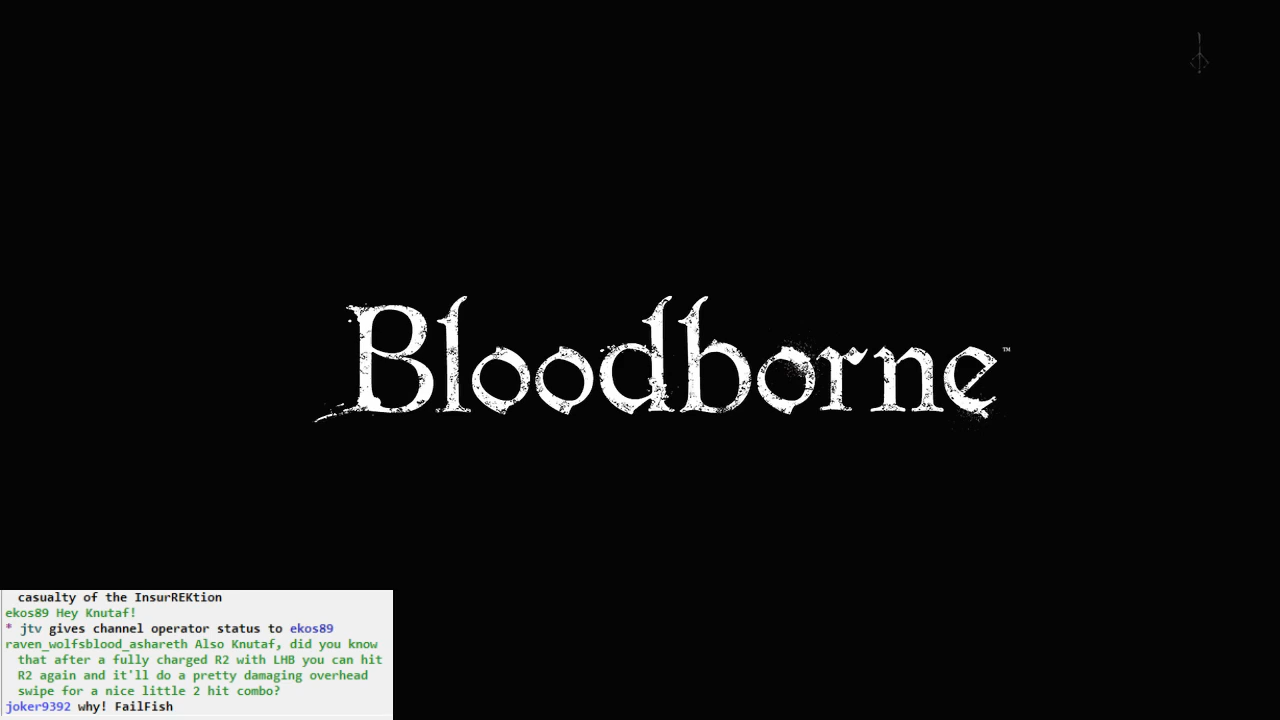 Bloodborne™
casualty of the InsurREKtion
ekos89 Hey Knutaf!
* jtv gives channel operator status to ekos89
raven_wolfsblood_ashareth Also Knutaf, did you know
that after a fully charged R2 with LHB you can hit
R2 again and it'll do a pretty damaging overhead
swipe for a nice little 2 hit combo?
joker9392 why! FailFish